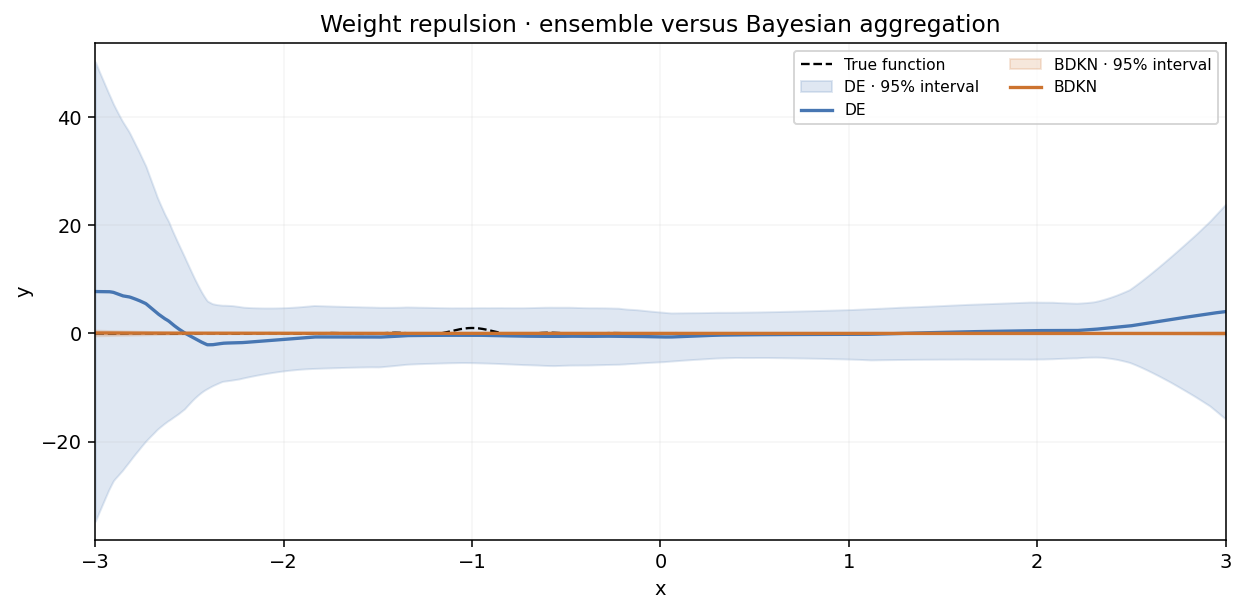 Weight repulsion · ensemble versus Bayesian aggregation
True function
DE · 95% interval
DE
BDKN · 95% interval
BDKN
y
40
20
0
−20
−3
−2
−1
0
1
2
3
x